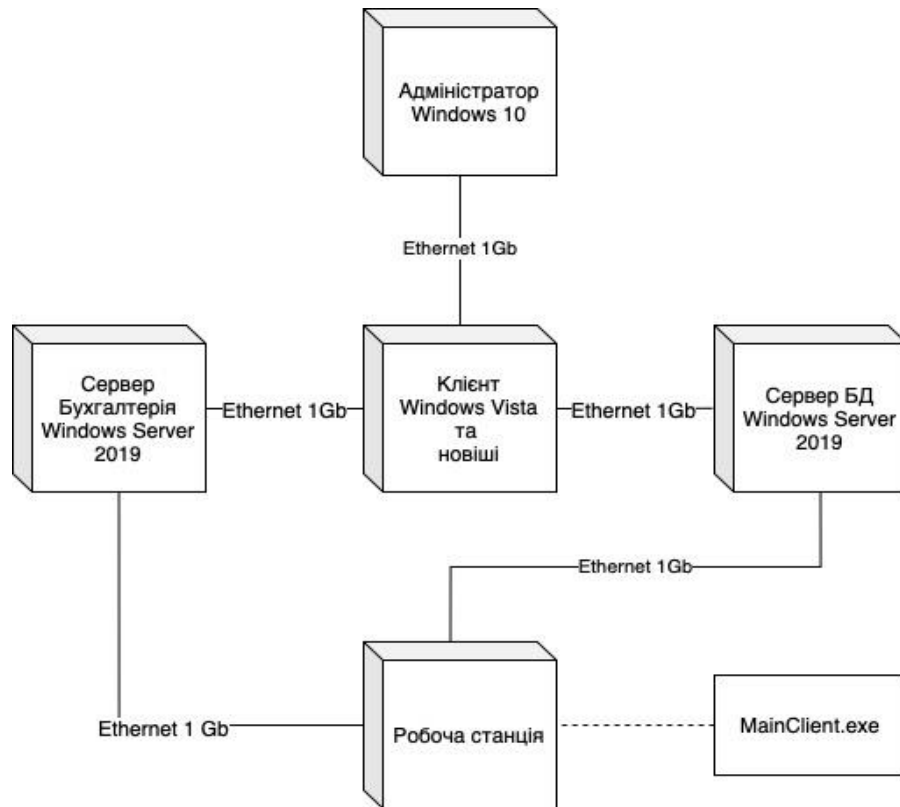 Адміністратор
Windows 10
Ethernet 1Gb
Сервер
Бухгалтерія
Windows Server
2019
Ethernet 1Gb
Клієнт
Windows Vista
та
новіші
Ethernet 1Gb
Сервер БД
Windows Server
2019
Ethernet 1Gb
Ethernet 1 Gb
Робоча станція
MainClient.exe